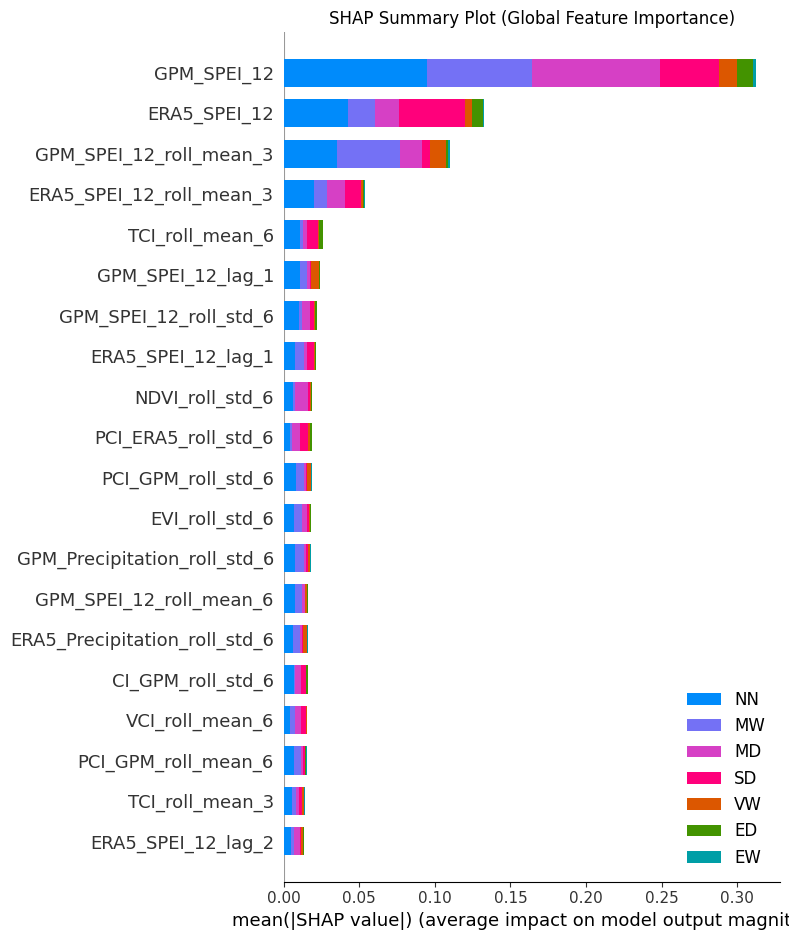 SHAP Summary Plot (Global Feature Importance)
GPM_SPEI_12
ERA5_SPEI_12
GPM_SPEI_12_roll_mean_3
ERA5_SPEI_12_roll_mean_3
TCI_roll_mean_6
GPM_SPEI_12_lag_1
GPM_SPEI_12_roll_std_6
ERA5_SPEI_12_lag_1
NDVI_roll_std_6
PCI_ERA5_roll_std_6
PCI_GPM_roll_std_6
EVI_roll_std_6
GPM_Precipitation_roll_std_6
GPM_SPEI_12_roll_mean_6
ERA5_Precipitation_roll_std_6
CI_GPM_roll_std_6
VCI_roll_mean_6
PCI_GPM_roll_mean_6
TCI_roll_mean_3
ERA5_SPEI_12_lag_2
NN
MW
MD
SD
VW
ED
EW
0.00 0.05 0.10 0.15 0.20 0.25 0.30
mean(|SHAP value|) (average impact on model output magnit